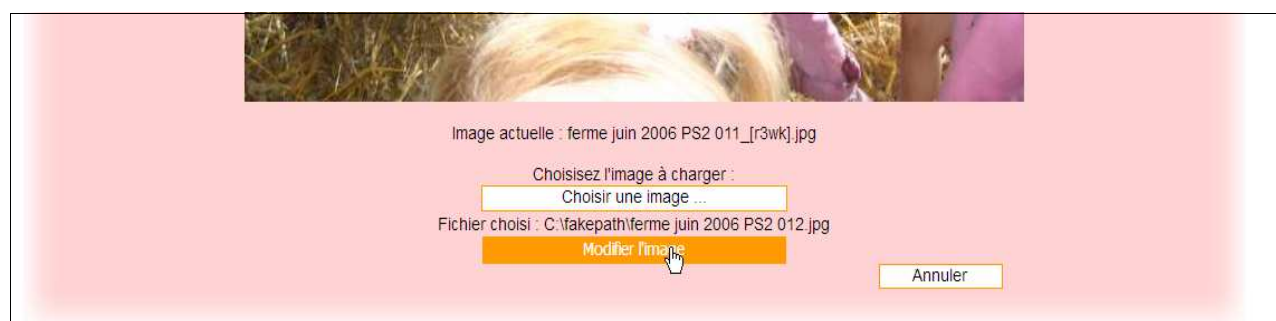 Image actuelle : ferme juin 2006 PS2 011_[r3wk].jpg
Choisisez l'image à charger :
Choisir une image ...
Fichier choisi : C:\fakepath\ferme juin 2006 PS2 012.jpg
Modifier l'image
Annuler